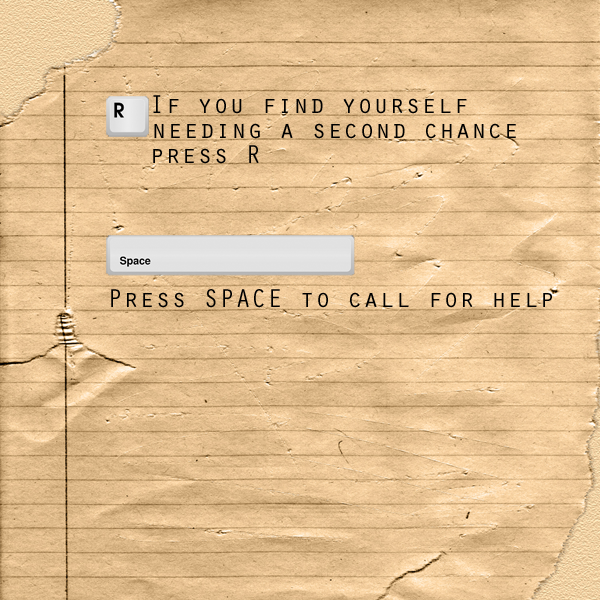 R
If you find yourself
needing a second chance
press R
Space
Press SPACE to call for help